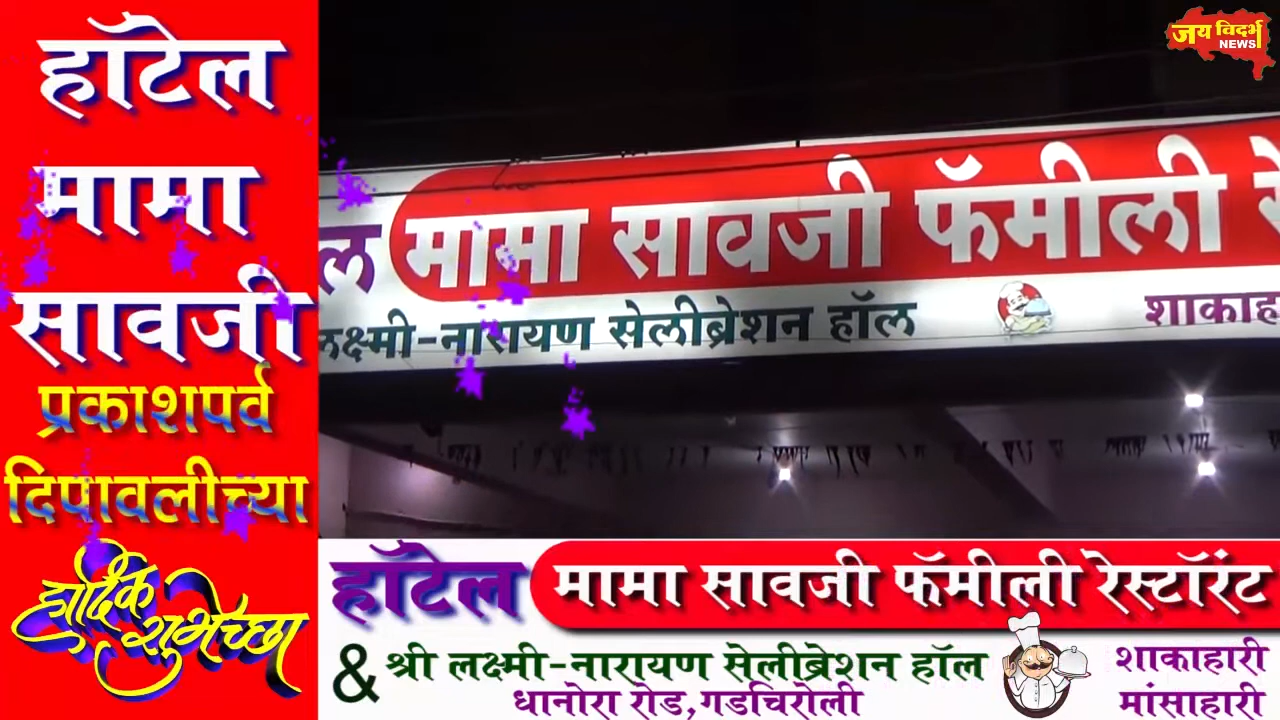 हॉटेल
मामा
सावजी
प्रकाशपर्व
दिपावलीच्या
हार्दिक
शुभेच्छा
जय विदर्भ
NEWS
ल मामा सावजी फॅमीली रे
लक्ष्मी-नारायण सेलीब्रेशन हॉल
शाकाह
हॉटेल मामा सावजी फॅमीली रेस्टॉरंट
& श्री लक्ष्मी-नारायण सेलीब्रेशन हॉल
धानोरा रोड,गडचिरोली
शाकाहारी
मांसाहारी